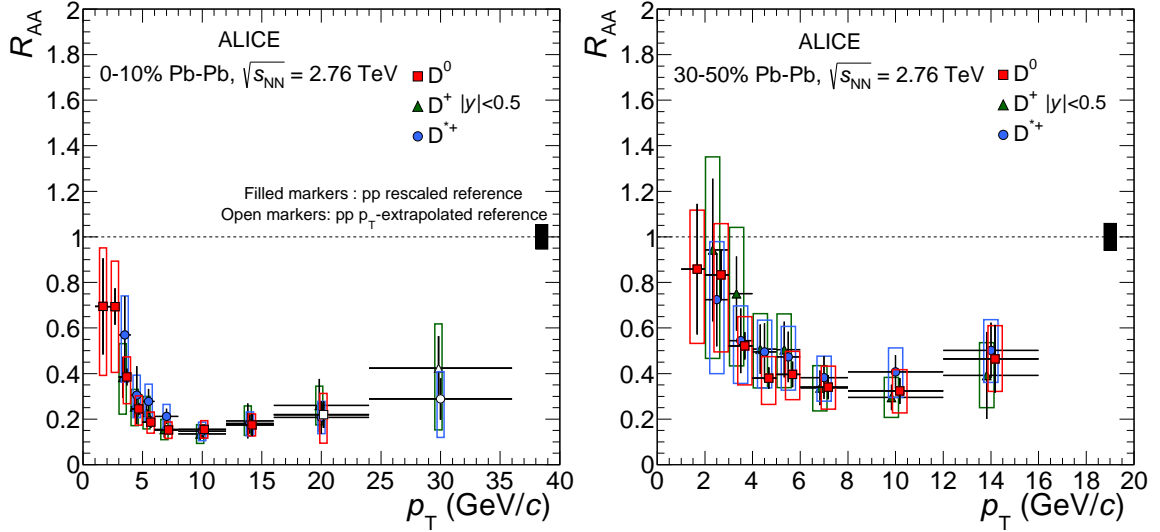 R_AA
2
1.8
1.6
1.4
1.2
1
0.8
0.6
0.4
0.2
0
ALICE
0-10% Pb-Pb, √s_NN = 2.76 TeV
D^0
D^+ |y|<0.5
D^*+
Filled markers : pp rescaled reference
Open markers: pp p_T-extrapolated reference
0 5 10 15 20 25 30 35 40
p_T (GeV/c)
R_AA
2
1.8
1.6
1.4
1.2
1
0.8
0.6
0.4
0.2
0
ALICE
30-50% Pb-Pb, √s_NN = 2.76 TeV
D^0
D^+ |y|<0.5
D^*+
0 2 4 6 8 10 12 14 16 18 20
p_T (GeV/c)